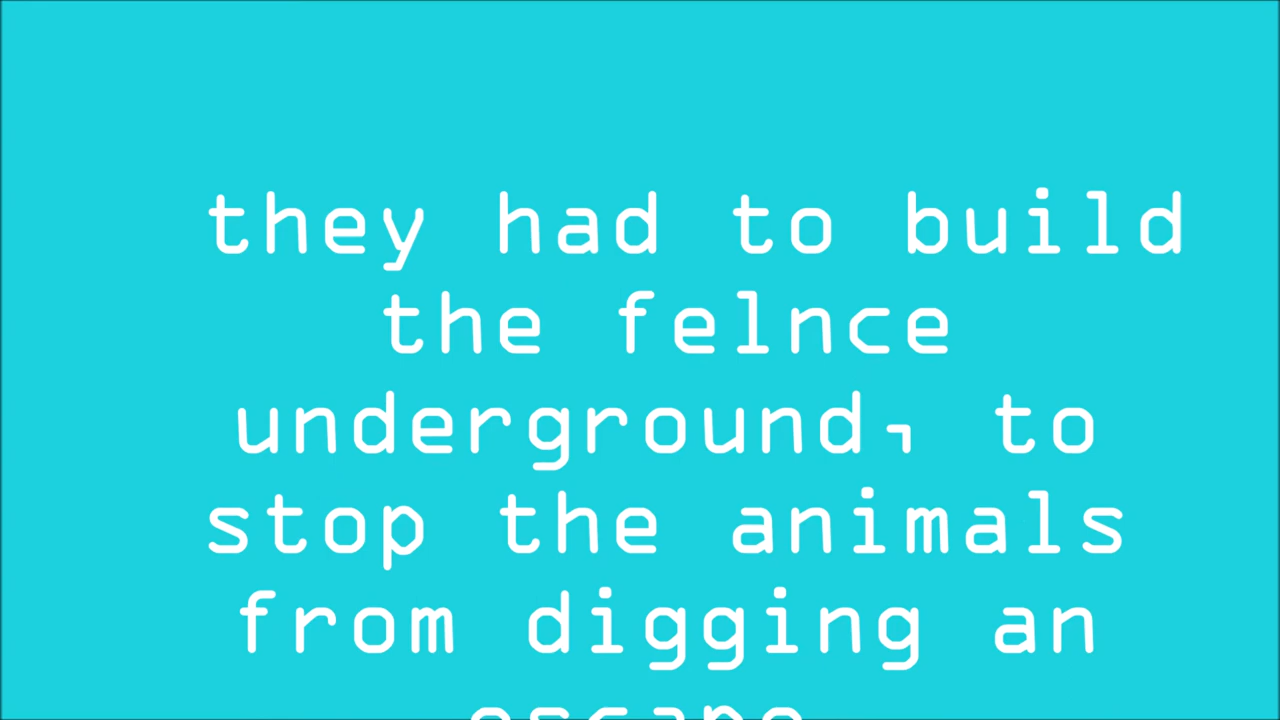 they had to build
the felnce
underground, to
stop the animals
from digging an
escape